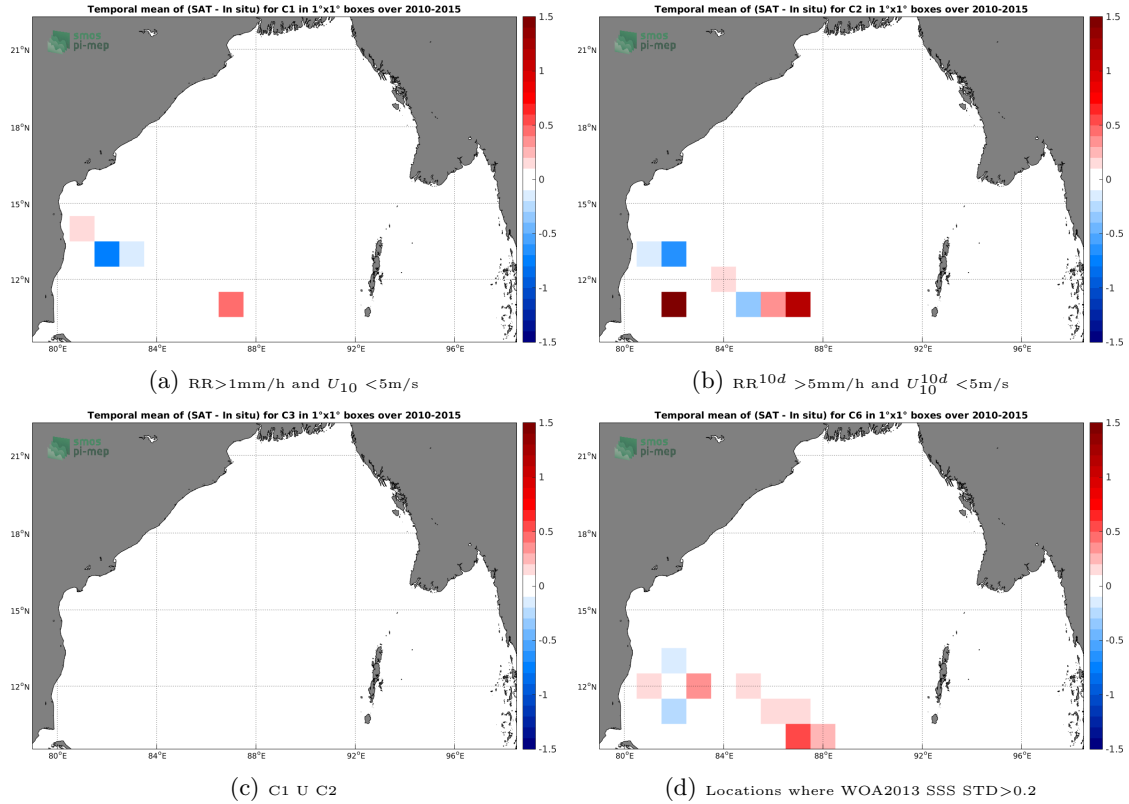 Temporal mean of (SAT - In situ) for C1 in 1°x1° boxes over 2010-2015
smos
pi-mep
21°N
18°N
15°N
12°N
80°E 84°E 88°E 92°E 96°E
1.5
1
0.5
0
-0.5
-1
-1.5
(a) RR>1mm/h and U10 <5m/s
Temporal mean of (SAT - In situ) for C2 in 1°x1° boxes over 2010-2015
smos
pi-mep
21°N
18°N
15°N
12°N
80°E 84°E 88°E 92°E 96°E
1.5
1
0.5
0
-0.5
-1
-1.5
(b) RR10d >5mm/h and U10d10 <5m/s
Temporal mean of (SAT - In situ) for C3 in 1°x1° boxes over 2010-2015
smos
pi-mep
21°N
18°N
15°N
12°N
80°E 84°E 88°E 92°E 96°E
1.5
1
0.5
0
-0.5
-1
-1.5
(c) C1 U C2
Temporal mean of (SAT - In situ) for C6 in 1°x1° boxes over 2010-2015
smos
pi-mep
21°N
18°N
15°N
12°N
80°E 84°E 88°E 92°E 96°E
1.5
1
0.5
0
-0.5
-1
-1.5
(d) Locations where WOA2013 SSS STD>0.2